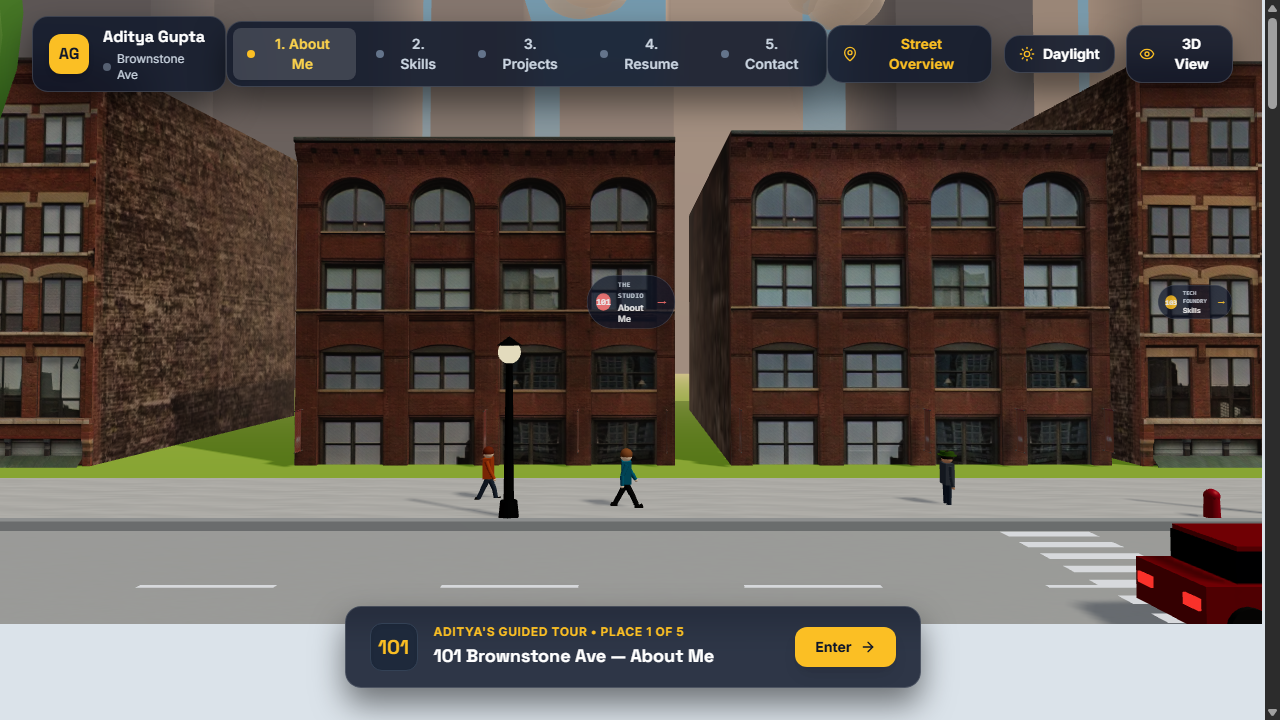 AG
Aditya Gupta
Brownstone
Ave
1. About
Me
2.
Skills
3.
Projects
4.
Resume
5.
Contact
Street
Overview
Daylight
3D
View
101
THE
STUDIO
About
Me
→
TECH
FOUNDRY
Skills
→
101
ADITYA'S GUIDED TOUR • PLACE 1 OF 5
101 Brownstone Ave — About Me
Enter →